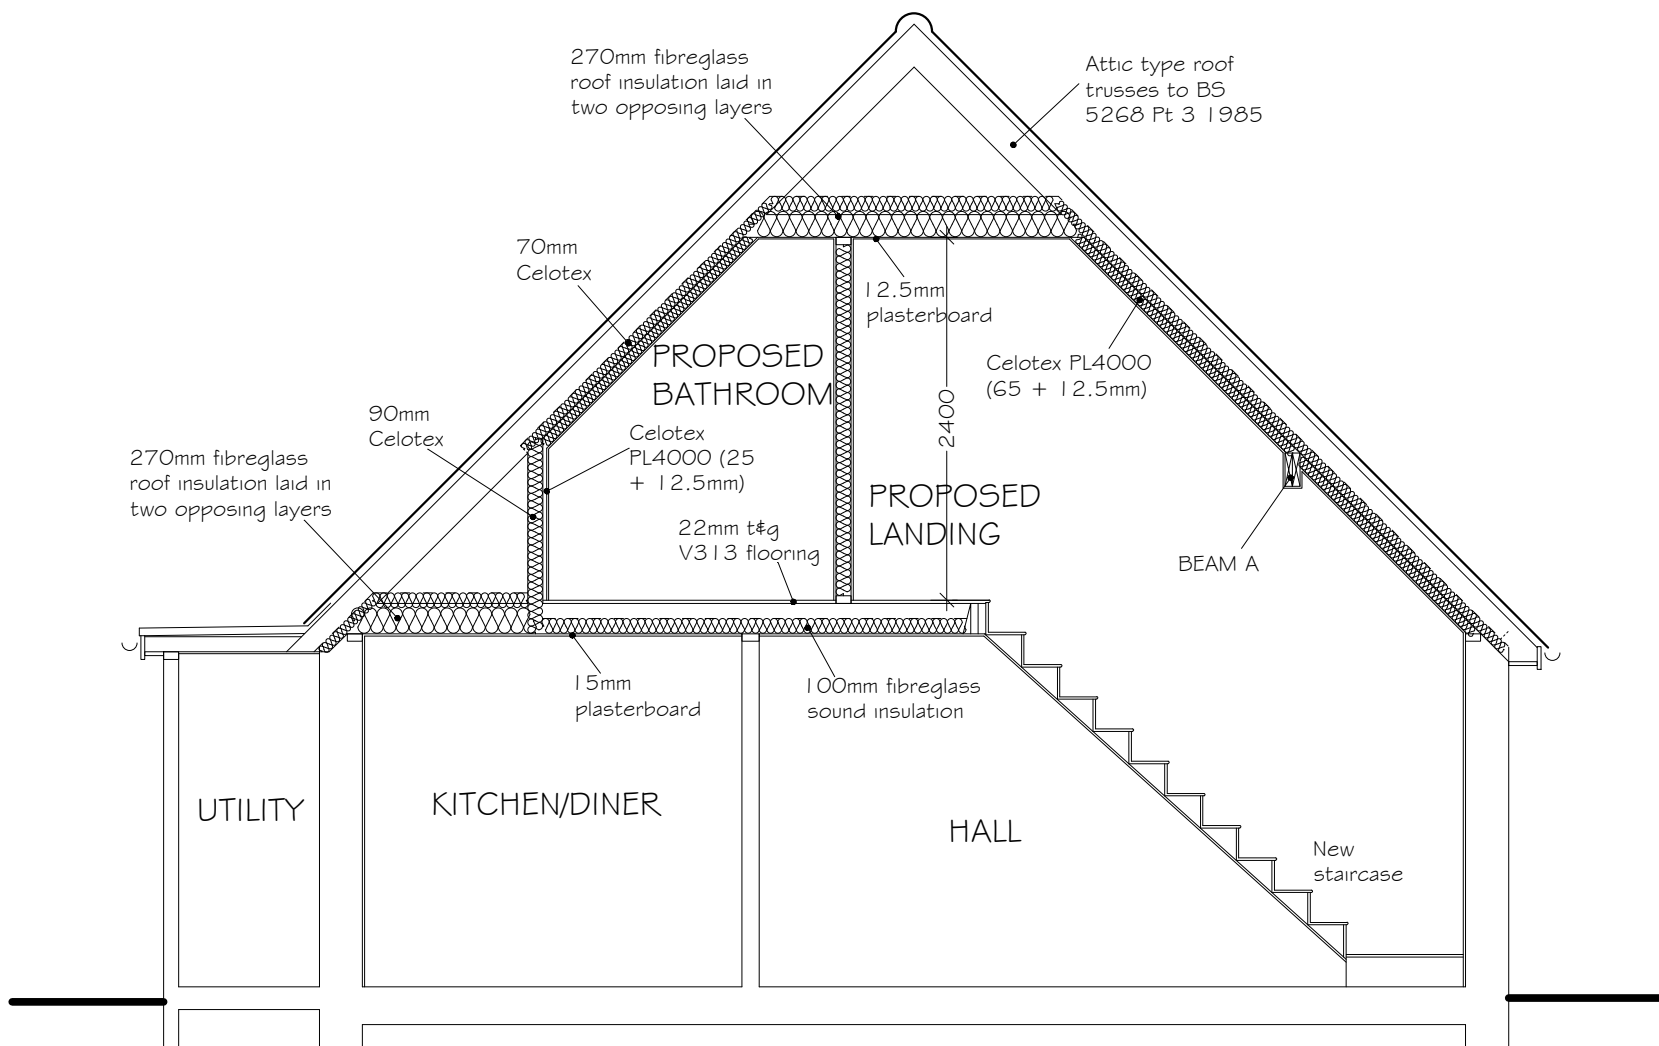 270mm fibreglass
roof insulation laid in
two opposing layers
Attic type roof
trusses to BS
5268 Pt 3 1985
70mm
Celotex
12.5mm
plasterboard
PROPOSED
BATHROOM
Celotex PL4000
(65 + 12.5mm)
2400
90mm
Celotex
Celotex
PL4000 (25
+ 12.5mm)
270mm fibreglass
roof insulation laid in
two opposing layers
PROPOSED
LANDING
22mm t&g
V313 flooring
BEAM A
15mm
plasterboard
100mm fibreglass
sound insulation
UTILITY
KITCHEN/DINER
HALL
New
staircase